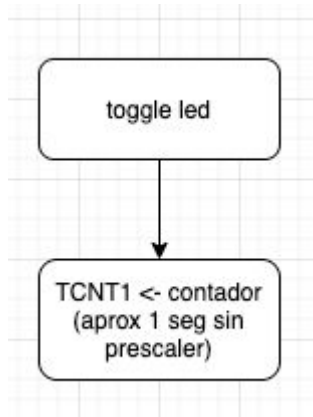 toggle led
TCNT1 <- contador
(aprox 1 seg sin
prescaler)